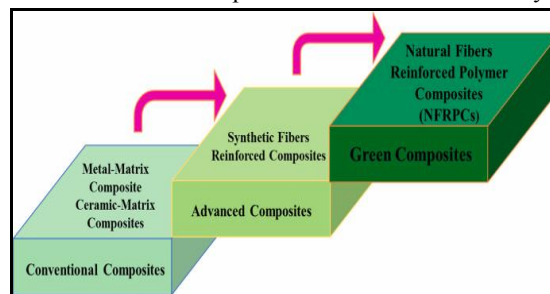 Natural Fibers
Reinforced Polymer
Composites
(NFRPCs)
Green Composites
Synthetic Fibers
Reinforced Composites
Advanced Composites
Metal-Matrix
Composite
Ceramic-Matrix
Composites
Conventional Composites